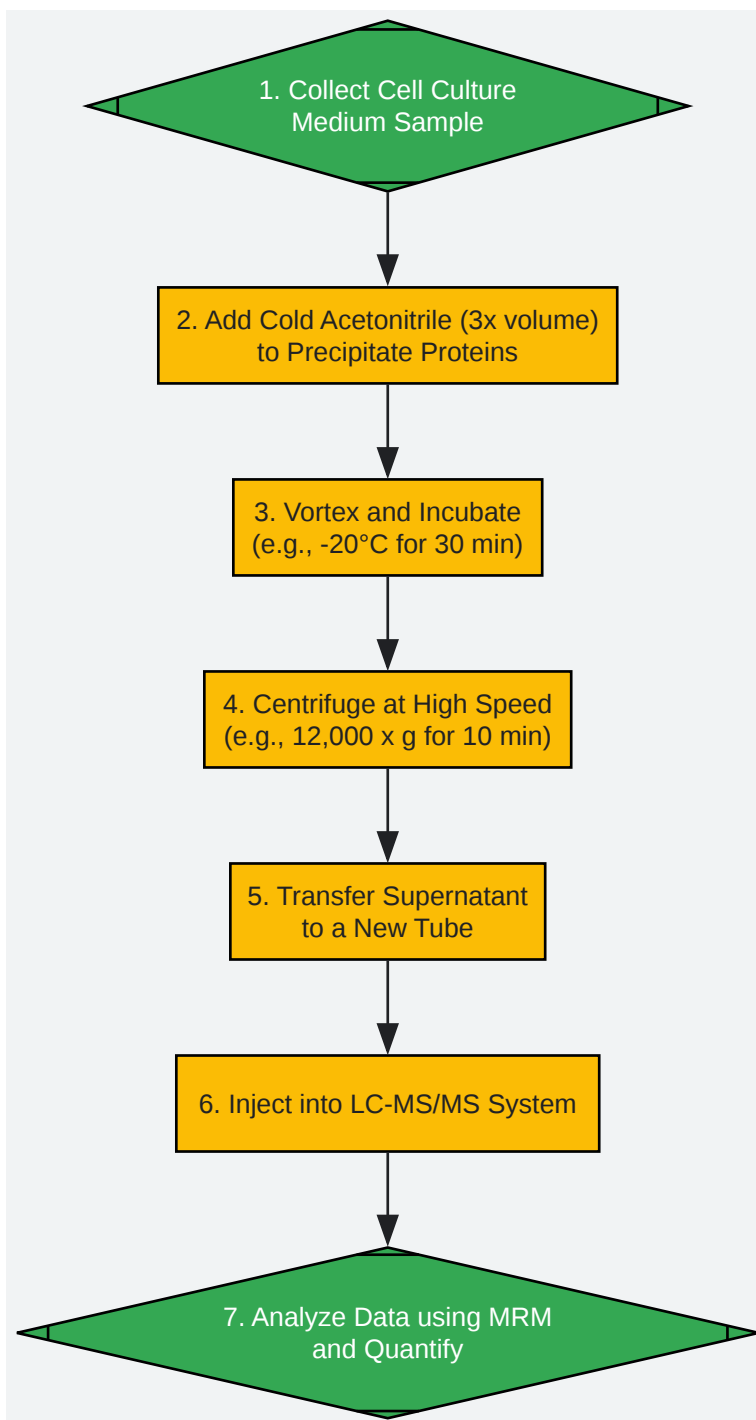 1. Collect Cell Culture
Medium Sample
2. Add Cold Acetonitrile (3x volume)
to Precipitate Proteins
3. Vortex and Incubate
(e.g., -20°C for 30 min)
4. Centrifuge at High Speed
(e.g., 12,000 x g for 10 min)
5. Transfer Supernatant
to a New Tube
6. Inject into LC-MS/MS System
7. Analyze Data using MRM
and Quantify